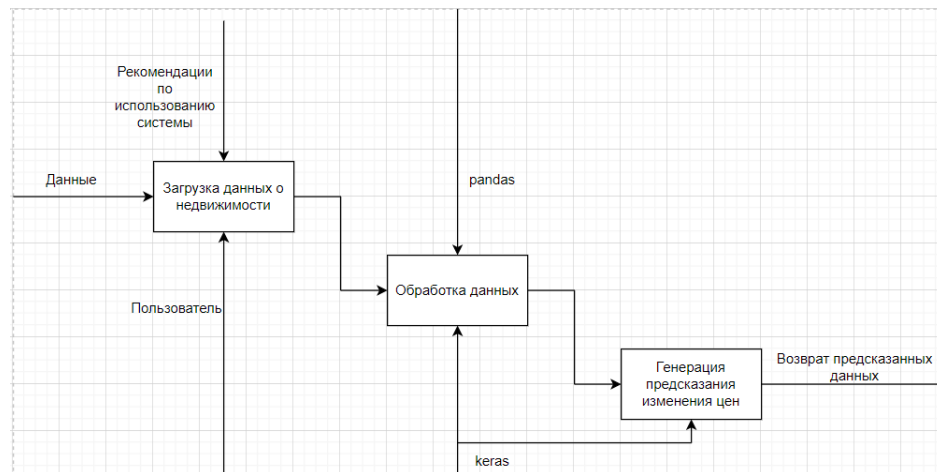 Рекомендации
по
использованию
системы
Данные
Загрузка данных о
недвижимости
pandas
Пользователь
Обработка данных
Генерация
предсказания
изменения цен
Возврат предсказанных
данных
keras